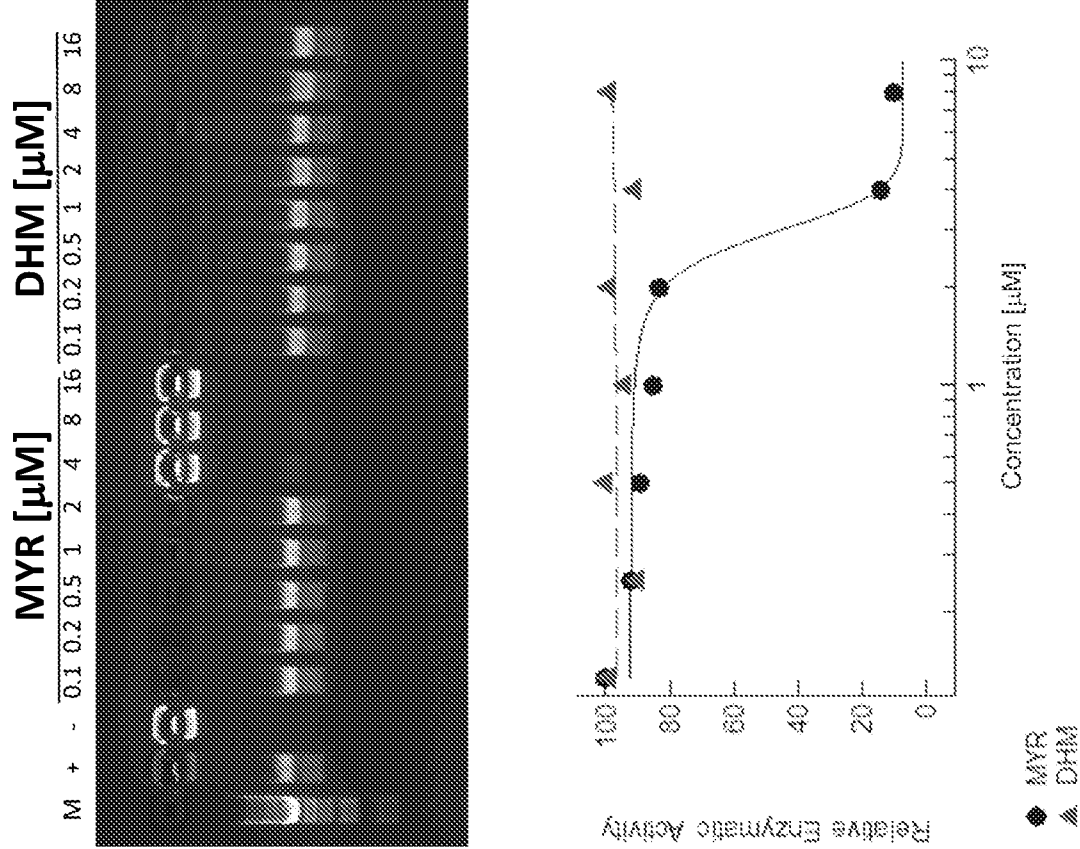 MYR [μM] DHM [μM]
M + - 0.1 0.2 0.5 1 2 4 8 16 0.1 0.2 0.5 1 2 4 8 16
Relative Enzymatic Activity
100
80
60
40
20
0
1 10
Concentration [μM]
MYR
DHM